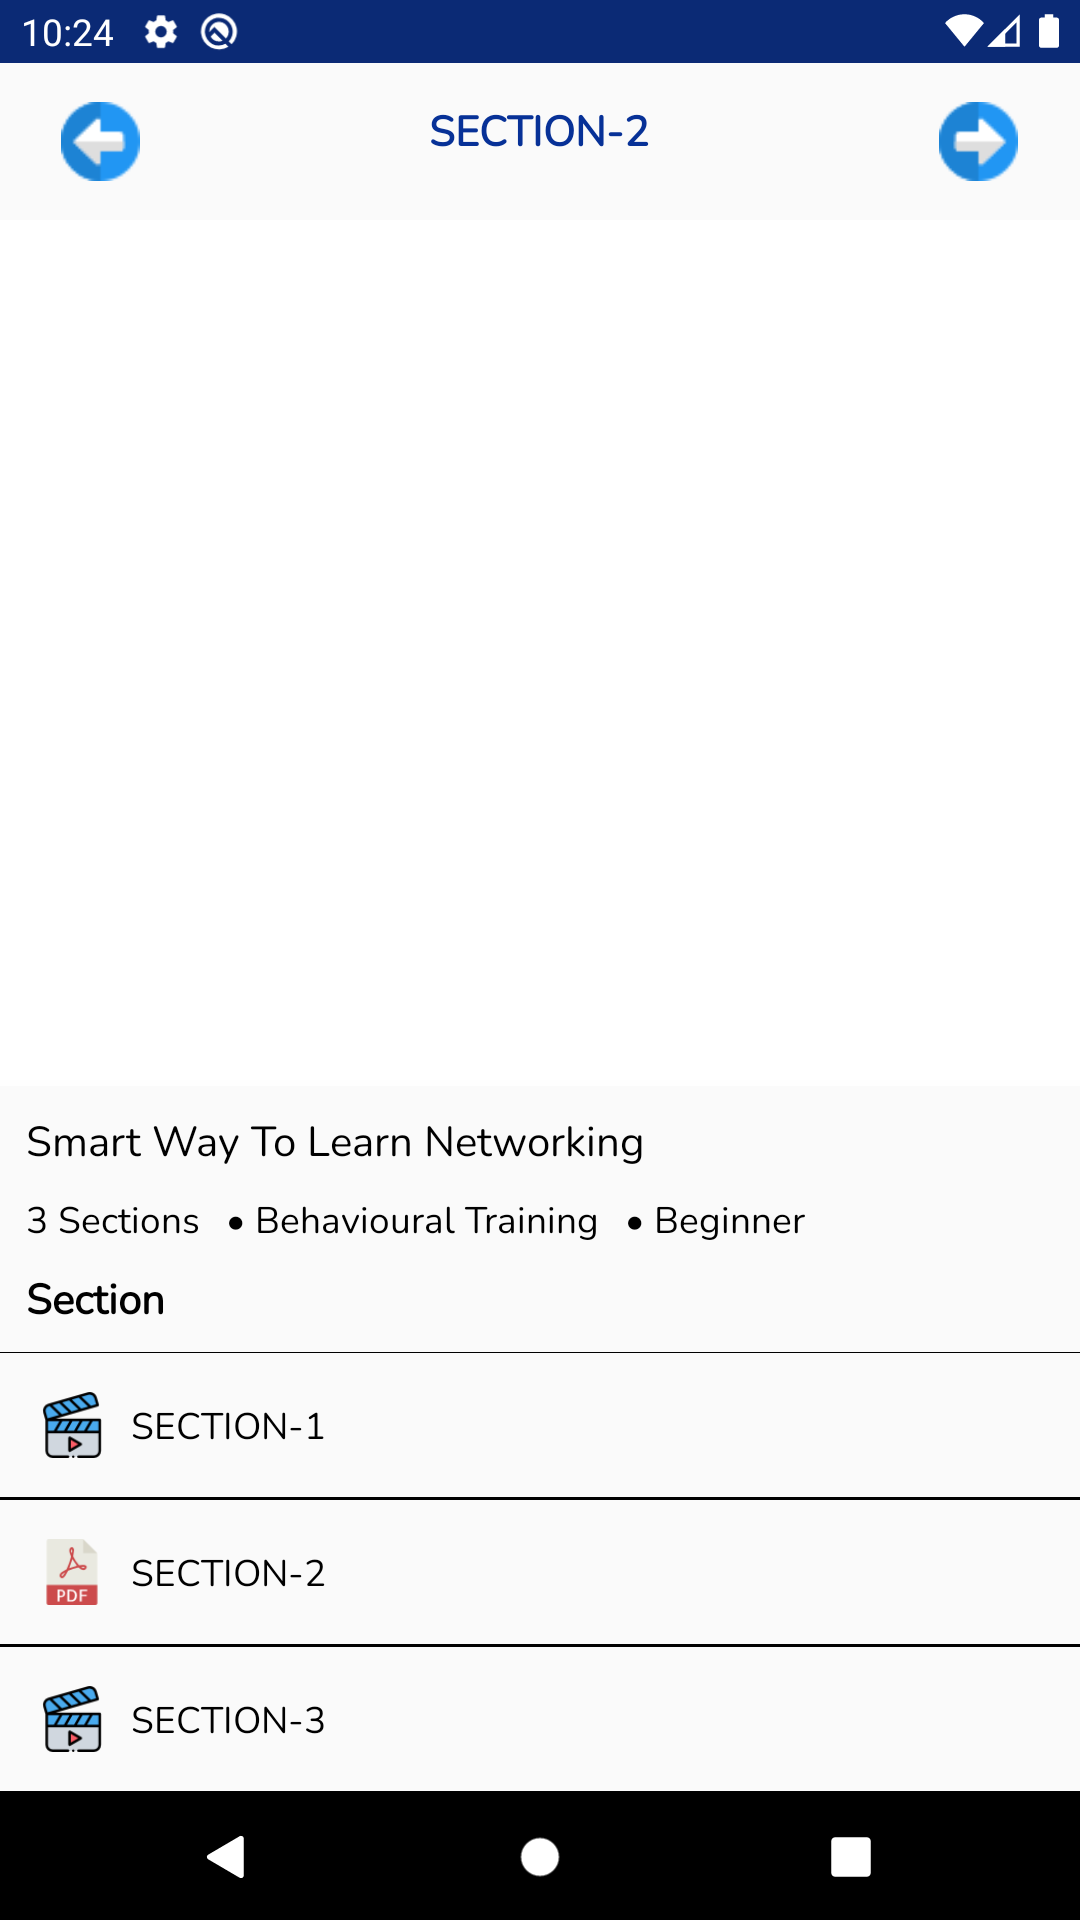 10:24
SECTION-2
Smart Way To Learn Networking
3 Sections • Behavioural Training • Beginner
Section
SECTION-1
PDF SECTION-2
SECTION-3